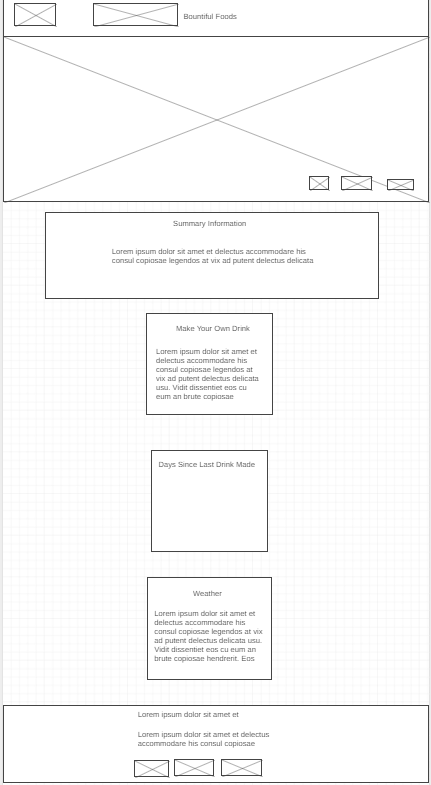 Bountiful Foods
Summary Information
Lorem ipsum dolor sit amet et delectus accommodare his
consul copiosae legendos at vix ad putent delectus delicata
Make Your Own Drink
Lorem ipsum dolor sit amet et
delectus accommodare his
consul copiosae legendos at
vix ad putent delectus delicata
usu. Vidit dissentiet eos cu
eum an brute copiosae
Days Since Last Drink Made
Weather
Lorem ipsum dolor sit amet et
delectus accommodare his
consul copiosae legendos at vix
ad putent delectus delicata usu.
Vidit dissentiet eos cu eum an
brute copiosae hendrerit. Eos
Lorem ipsum dolor sit amet et
Lorem ipsum dolor sit amet et delectus
accommodare his consul copiosae